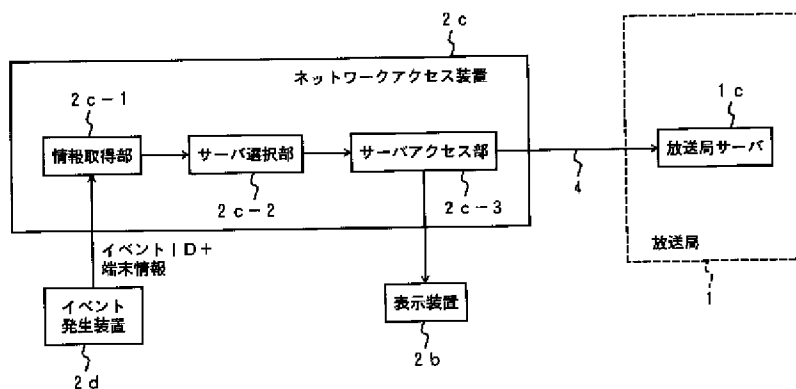 2c
ネットワークアクセス装置
2c-1
1c
情報取得部
サーバ選択部
サーバアクセス部
放送局サーバ
2c-2
2c-3
4
イベントID+
端末情報
放送局
イベント
発生装置
表示装置
1
2d
2b